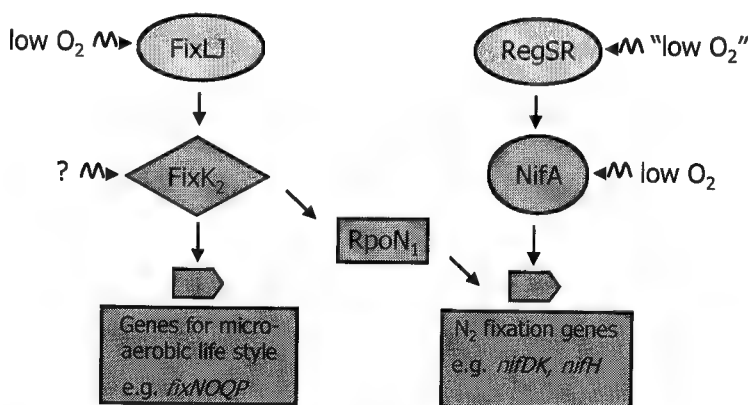 low O₂
FixLJ
RegSR
"low O₂"
?
FixK₂
NifA
low O₂
RpoN₁
Genes for micro-
aerobic life style
e.g. fixNOQP
N₂ fixation genes
e.g. nifDK, nifH